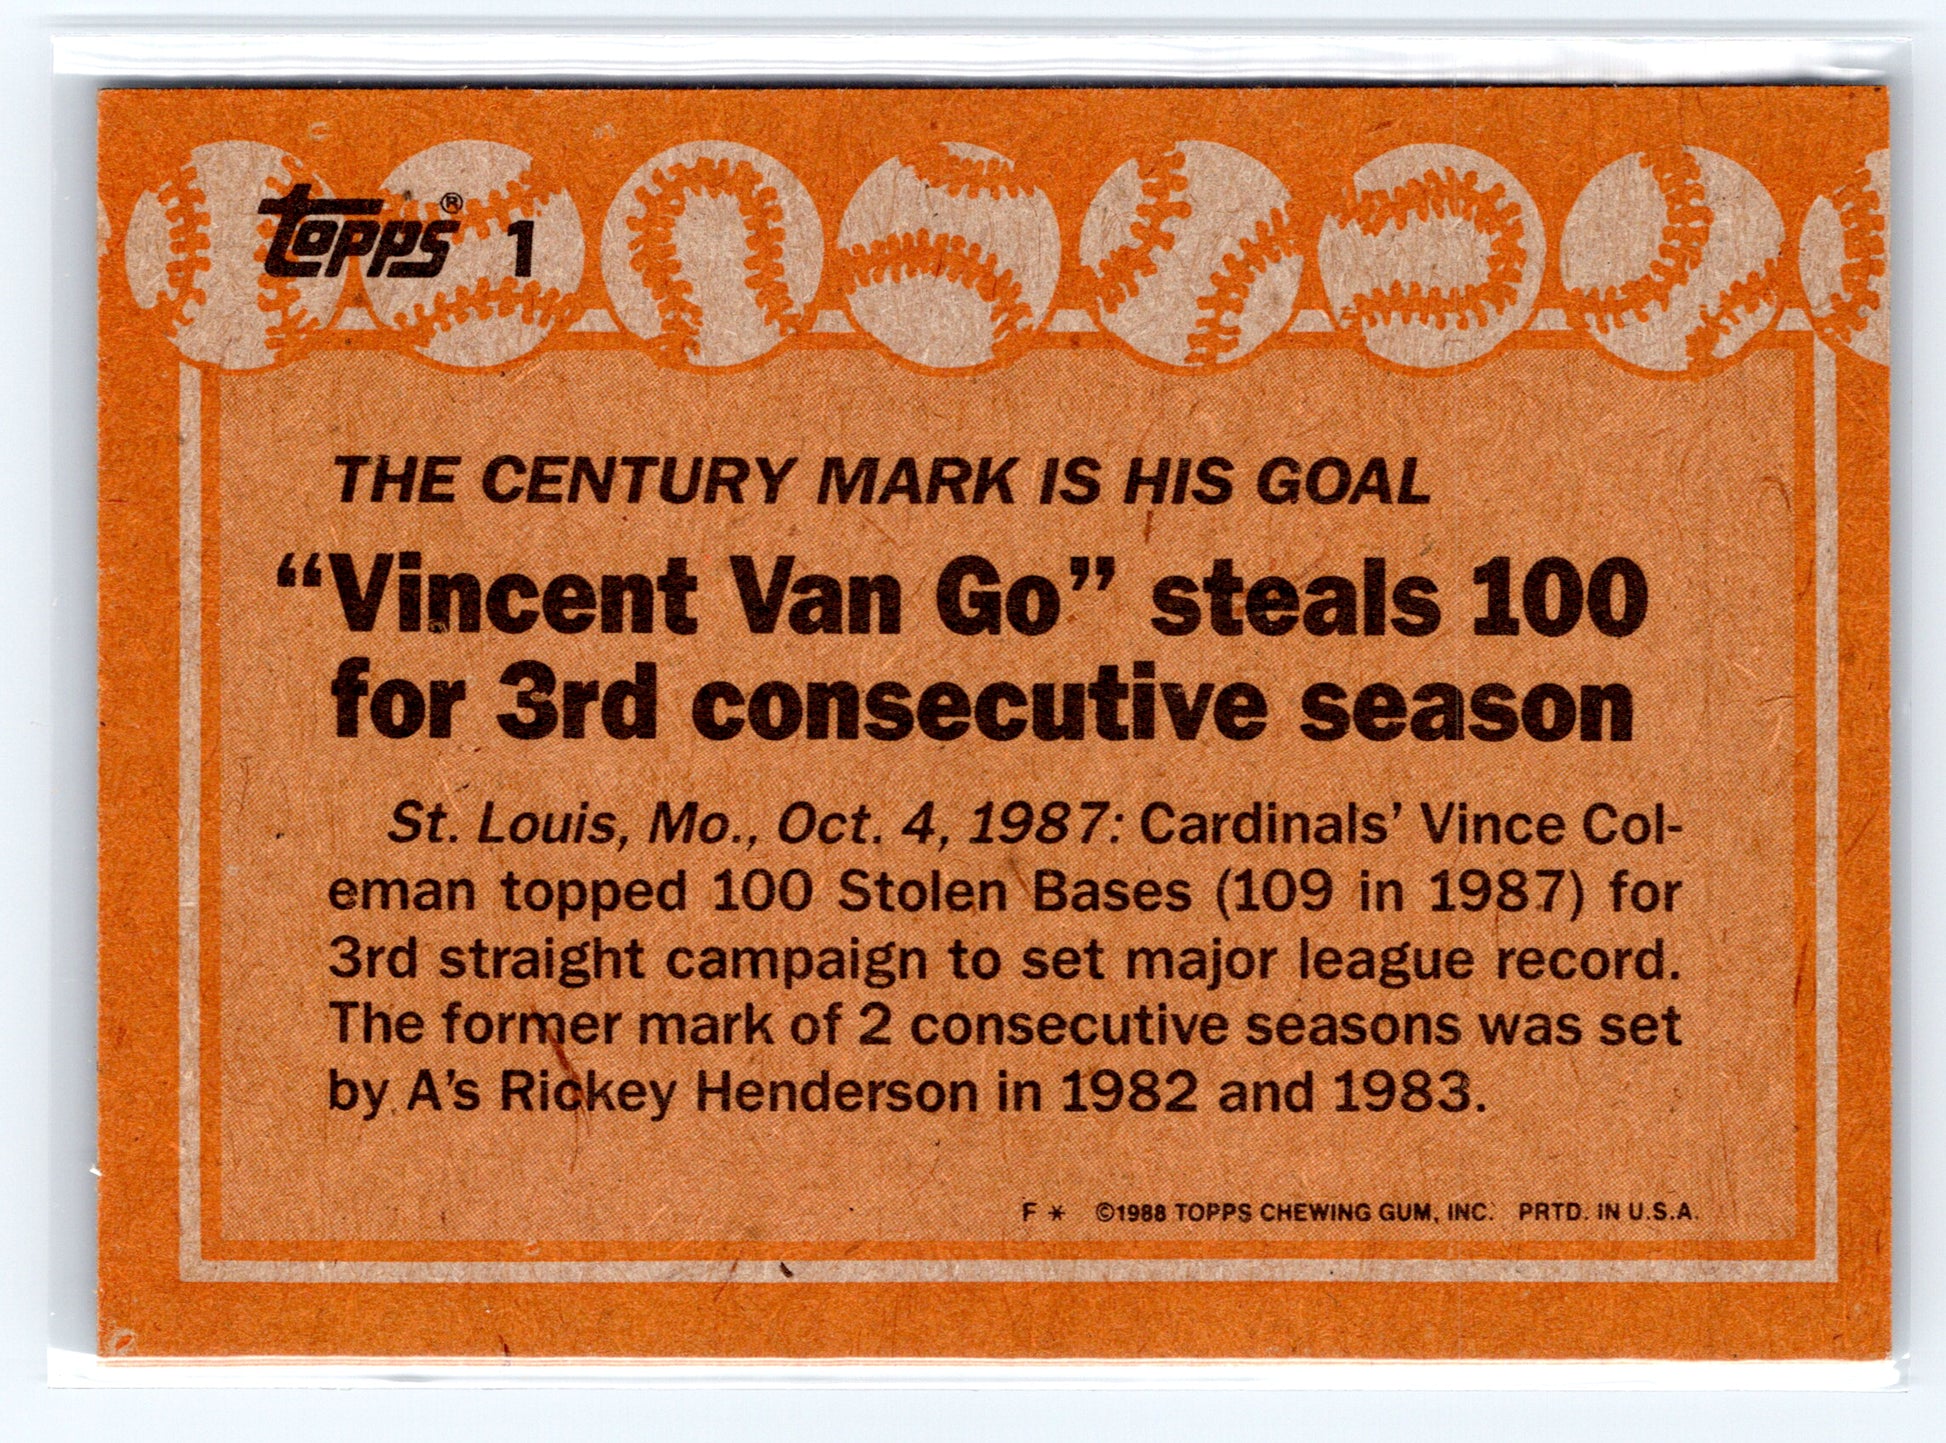 topps® 1
THE CENTURY MARK IS HIS GOAL
“Vincent Van Go” steals 100
for 3rd consecutive season
St. Louis, Mo., Oct. 4, 1987: Cardinals’ Vince Col-
eman topped 100 Stolen Bases (109 in 1987) for
3rd straight campaign to set major league record.
The former mark of 2 consecutive seasons was set
by A’s Rickey Henderson in 1982 and 1983.
F * ©1988 TOPPS CHEWING GUM, INC. PRTD. IN U.S.A.